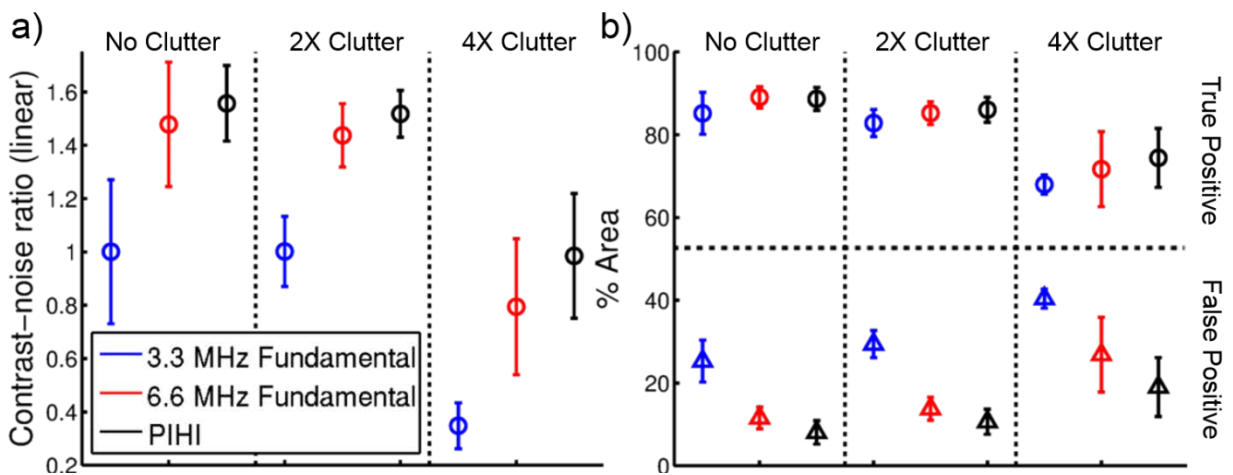 a)
No Clutter
2X Clutter
4X Clutter
Contrast-noise ratio (linear)
1.6
1.4
1.2
1
0.8
0.6
0.4
0.2
3.3 MHz Fundamental
6.6 MHz Fundamental
PIHI
b)
No Clutter
2X Clutter
4X Clutter
% Area
100
80
60
40
20
0
True Positive
False Positive